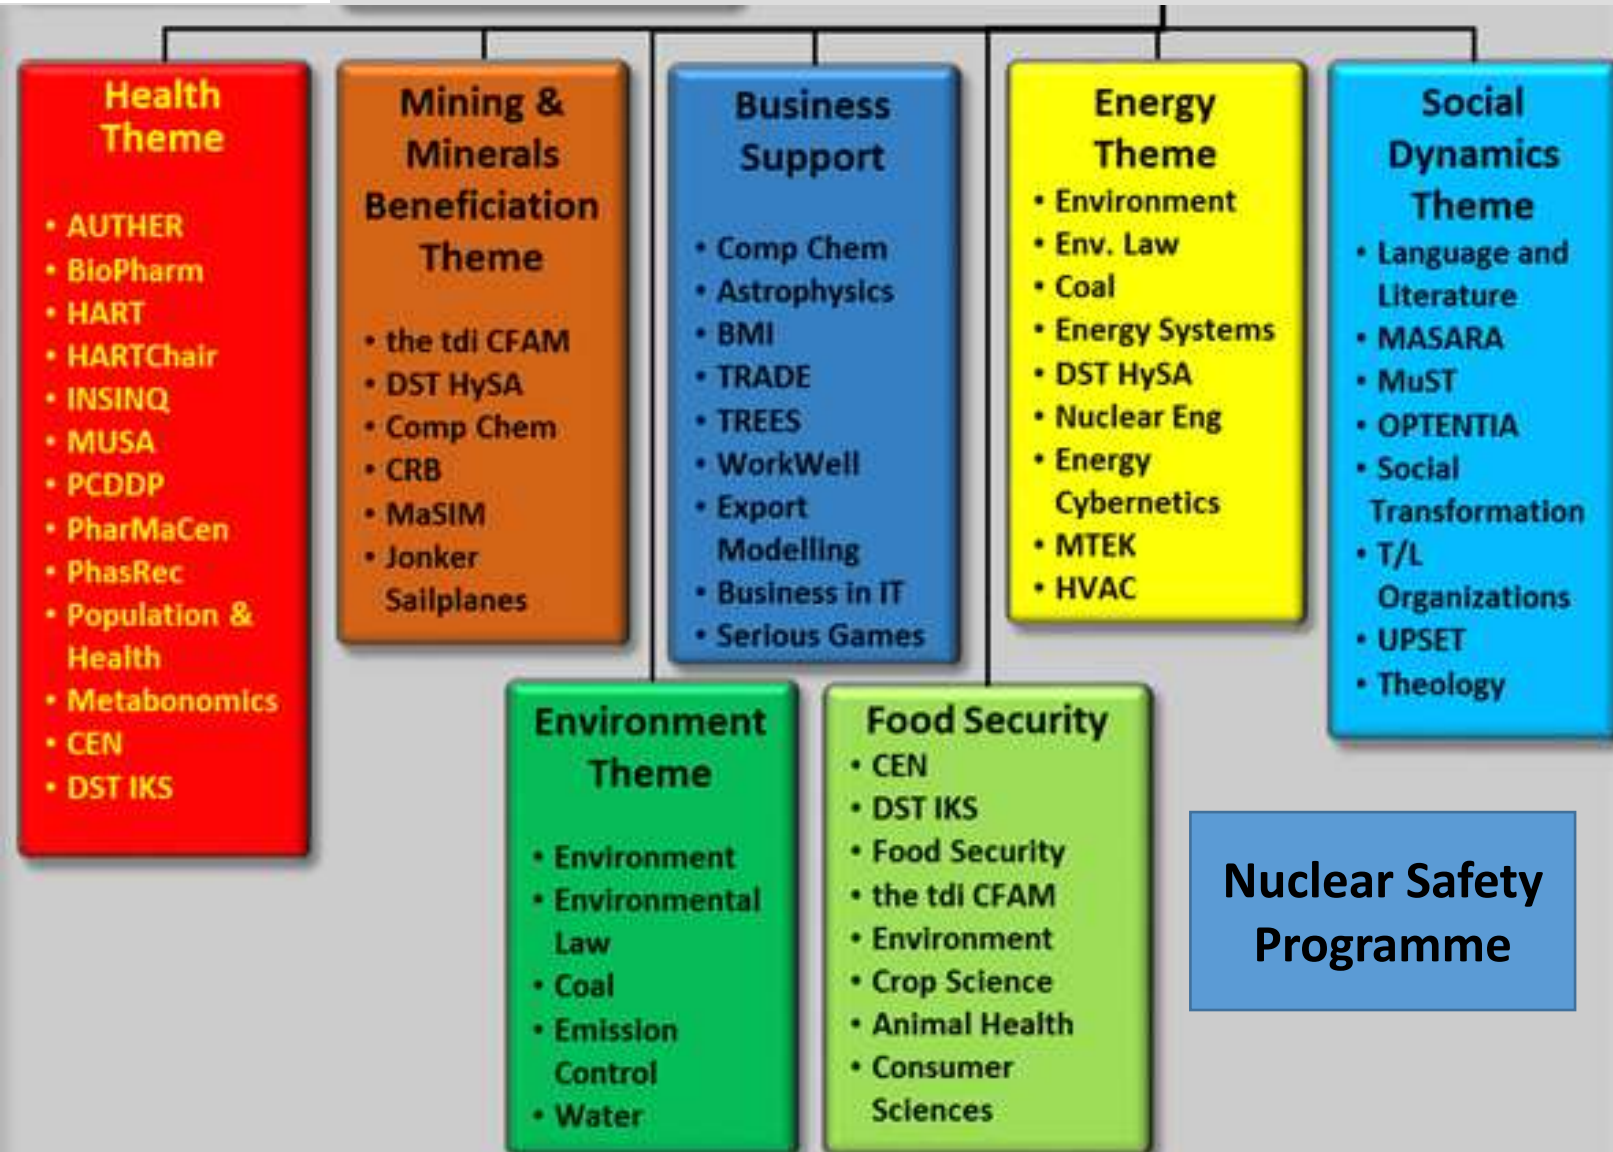 Health
Theme
• AUTHER
• BioPharm
• HART
• HARTChair
• INSINQ
• MUSA
• PCDDP
• PharMaCen
• PhasRec
• Population &
Health
• Metabonomics
• CEN
• DST IKS
Mining &
Minerals
Beneficiation
Theme
• the tdi CFAM
• DST HySA
• Comp Chem
• CRB
• MaSIM
• Jonker
Sailplanes
Business
Support
• Comp Chem
• Astrophysics
• BMI
• TRADE
• TREES
• WorkWell
• Export
Modelling
• Business in IT
• Serious Games
Energy
Theme
• Environment
• Env. Law
• Coal
• Energy Systems
• DST HySA
• Nuclear Eng
• Energy
Cybernetics
• MTEK
• HVAC
Social
Dynamics
Theme
• Language and
Literature
• MASARA
• MuST
• OPTENTIA
• Social
Transformation
• T/L
Organizations
• UPSET
• Theology
Environment
Theme
• Environment
• Environmental
Law
• Coal
• Emission
Control
• Water
Food Security
• CEN
• DST IKS
• Food Security
• the tdi CFAM
• Environment
• Crop Science
• Animal Health
• Consumer
Sciences
Nuclear Safety
Programme